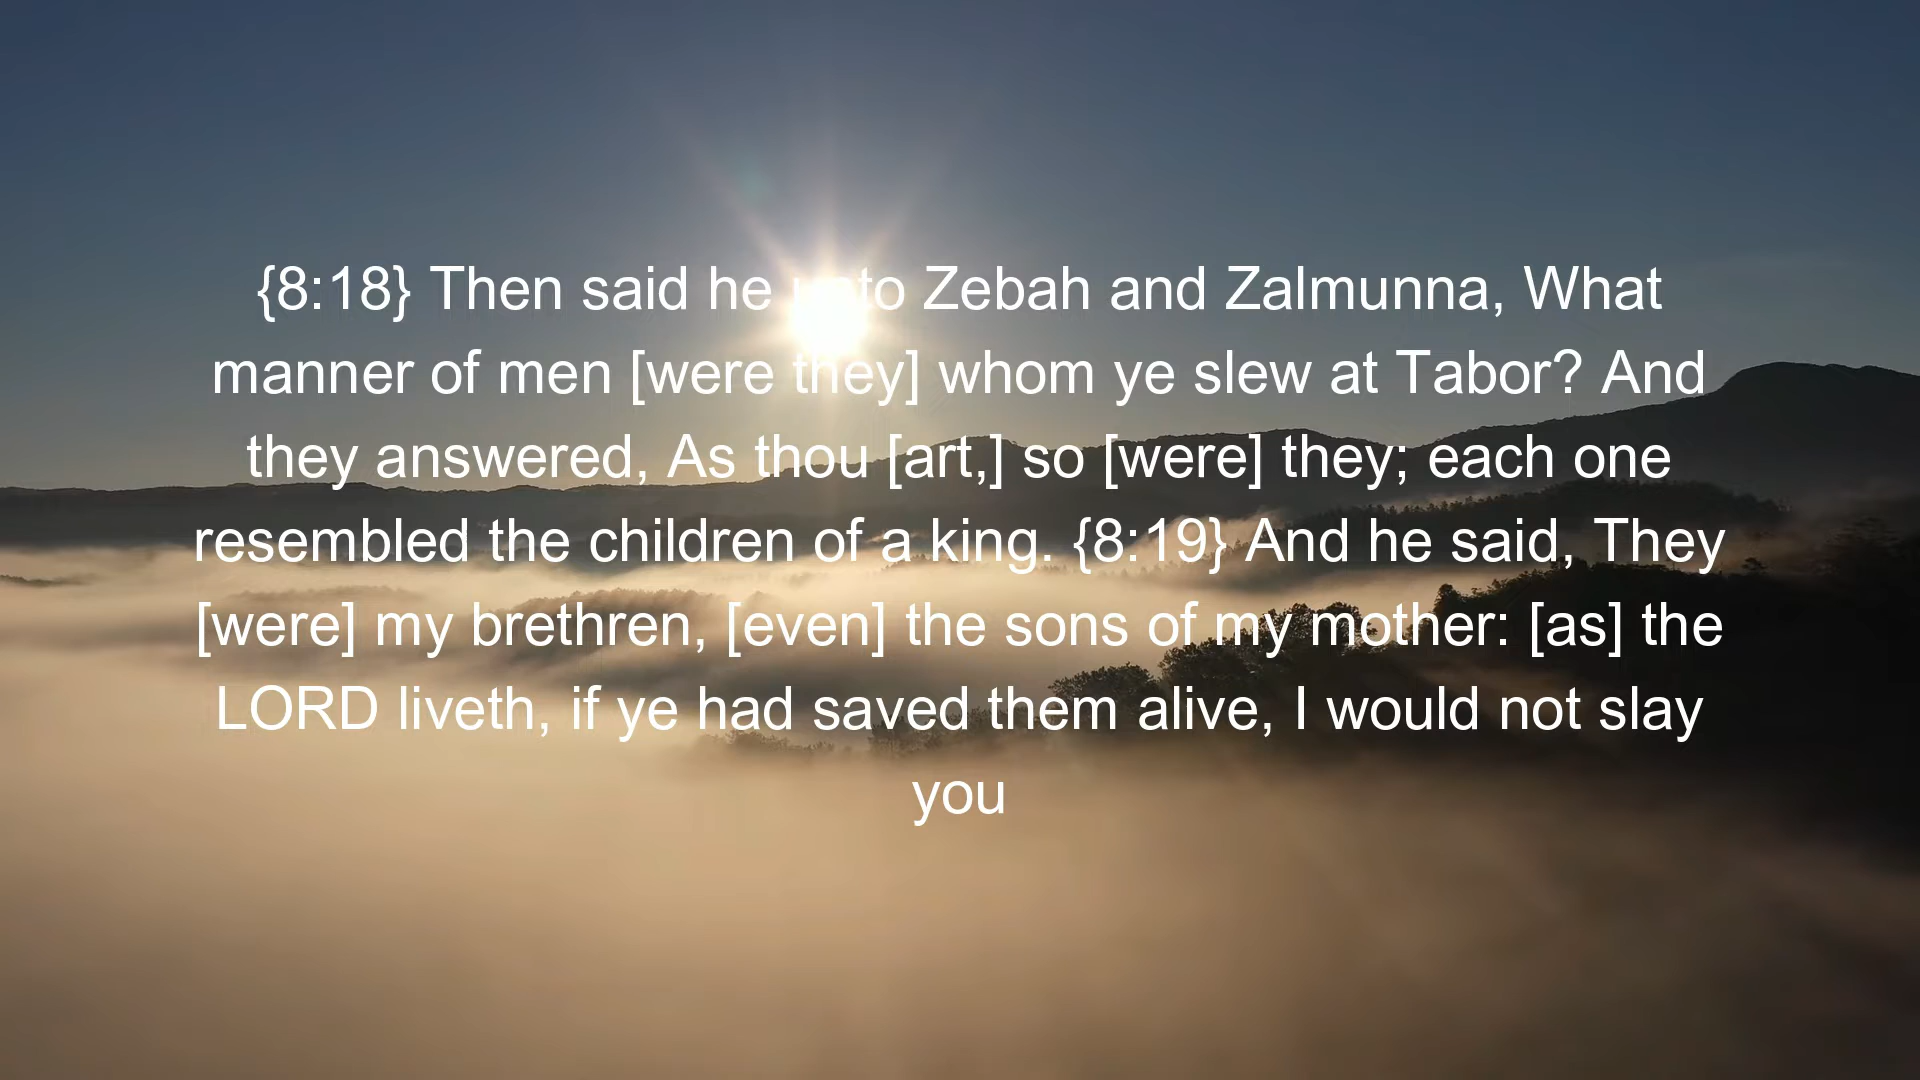 {8:18} Then said he unto Zebah and Zalmunna, What
manner of men [were they] whom ye slew at Tabor? And
they answered, As thou [art,] so [were] they; each one
resembled the children of a king. {8:19} And he said, They
[were] my brethren, [even] the sons of my mother: [as] the
LORD liveth, if ye had saved them alive, I would not slay
you